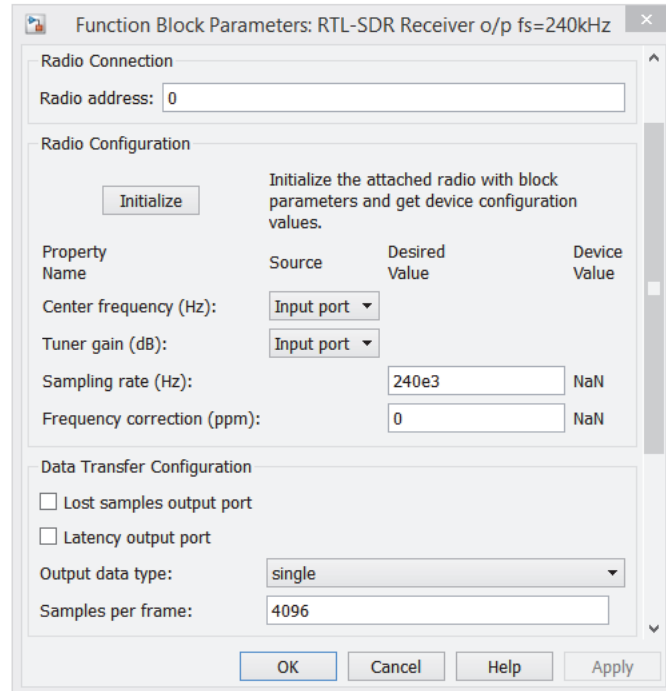 Function Block Parameters: RTL-SDR Receiver o/p fs=240kHz
Radio Connection
Radio address: 0
Radio Configuration
Initialize
Initialize the attached radio with block
parameters and get device configuration
values.
Property Name Source Desired Value Device Value
Center frequency (Hz): Input port
Tuner gain (dB): Input port
Sampling rate (Hz): 240e3 NaN
Frequency correction (ppm): 0 NaN
Data Transfer Configuration
Lost samples output port
Latency output port
Output data type: single
Samples per frame: 4096
OK Cancel Help Apply